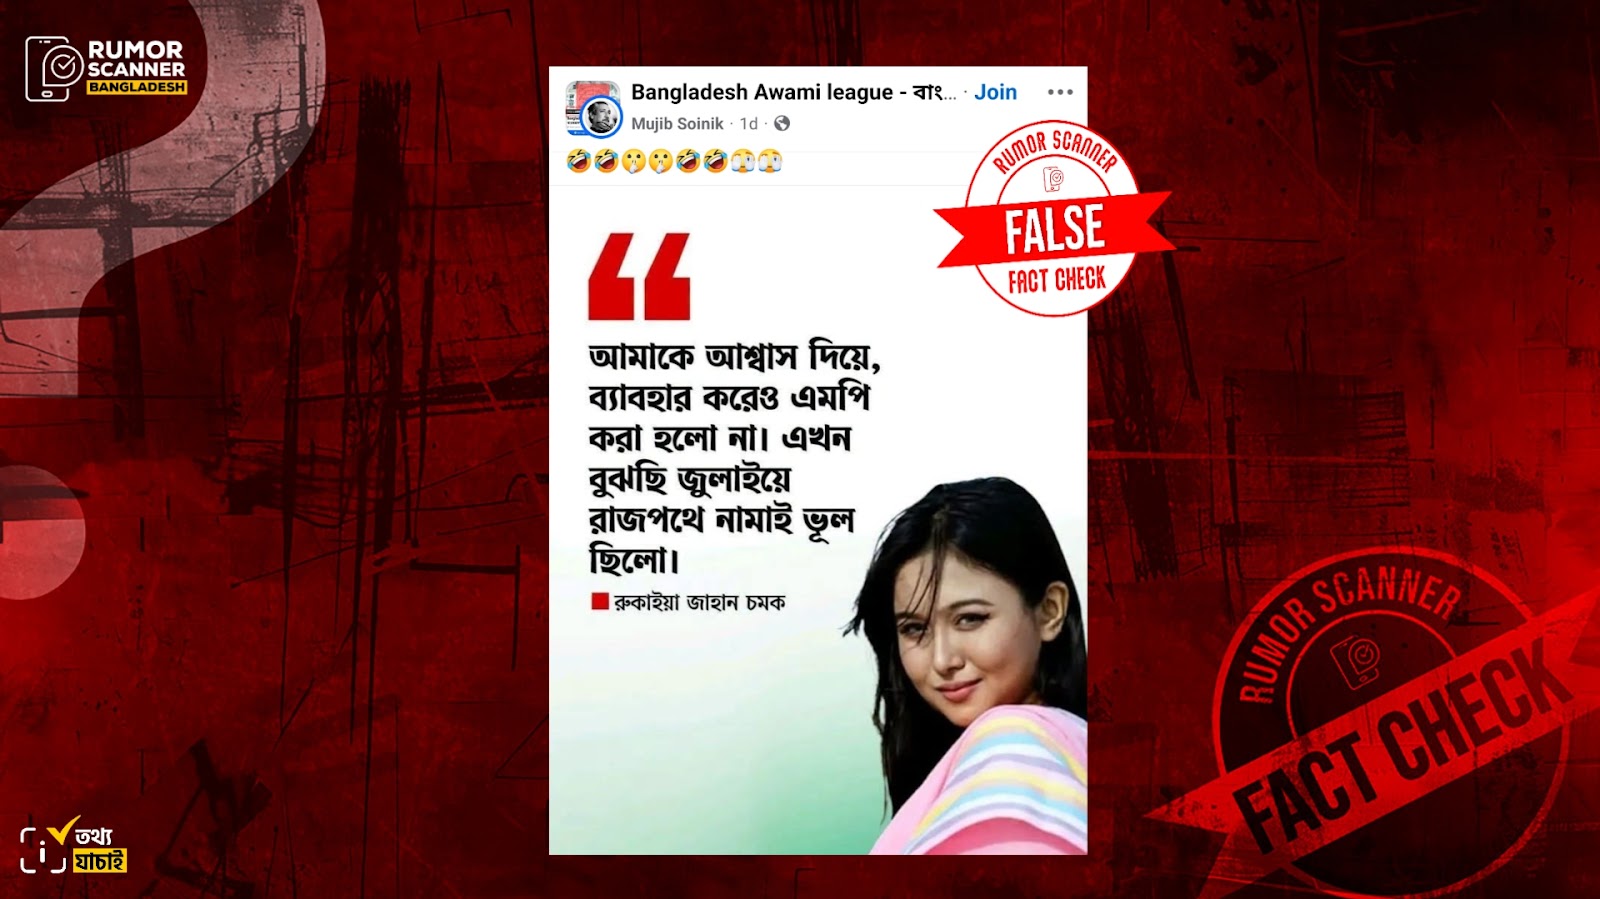 RUMOR
SCANNER
BANGLADESH
Bangladesh Awami league - বাং... · Join
Mujib Soinik · 1d ·
RUMOR SCANNER
FALSE
FACT CHECK
আমাকে আশ্বাস দিয়ে,
ব্যাবহার করেও এমপি
করা হলো না। এখন
বুঝছি জুলাইয়ে
রাজপথে নামাই ভূল
ছিলো।
রুকাইয়া জাহান চমক
RUMOR SCANNER
FACT CHECK
তথ্য
যাচাই